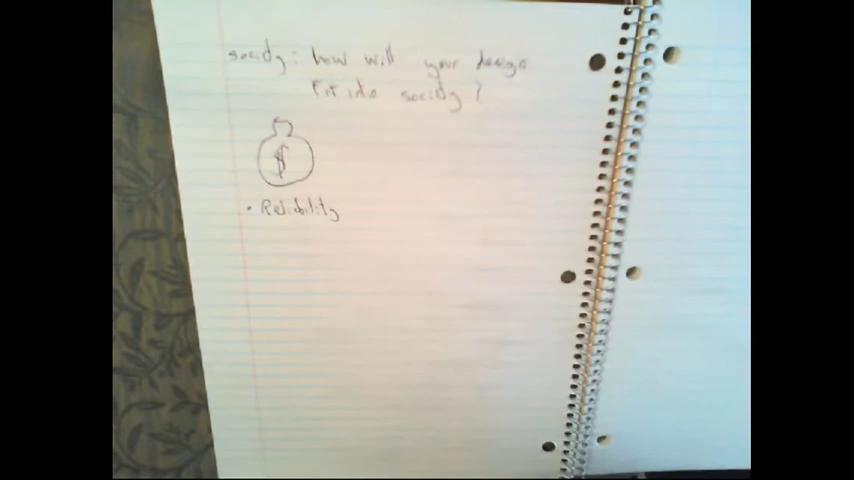 society: how will your design
fit into society?
$
• Reliability